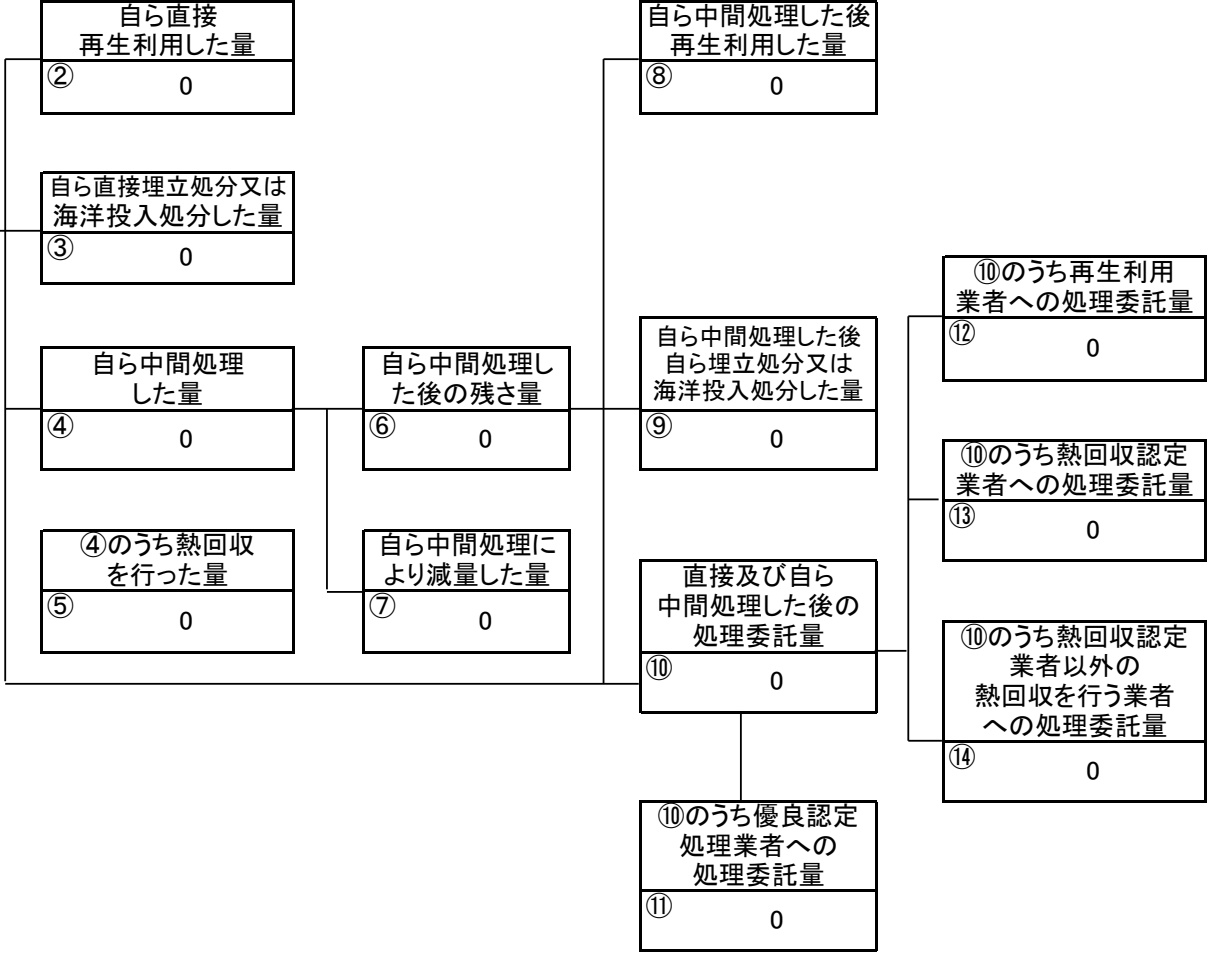 自ら直接
再生利用した量
②
0
自ら直接埋立処分又は
海洋投入処分した量
③
0
自ら中間処理
した量
④
0
④のうち熱回収
を行った量
⑤
0
自ら中間処理し
た後の残さ量
⑥
0
自ら中間処理に
より減量した量
⑦
0
自ら中間処理した後
再生利用した量
⑧
0
自ら中間処理した後
自ら埋立処分又は
海洋投入処分した量
⑨
0
直接及び自ら
中間処理した後の
処理委託量
⑩
0
⑩のうち優良認定
処理業者への
処理委託量
⑪
0
⑩のうち再生利用
業者への処理委託量
⑫
0
⑩のうち熱回収認定
業者への処理委託量
⑬
0
⑩のうち熱回収認定
業者以外の
熱回収を行う業者
への処理委託量
⑭
0